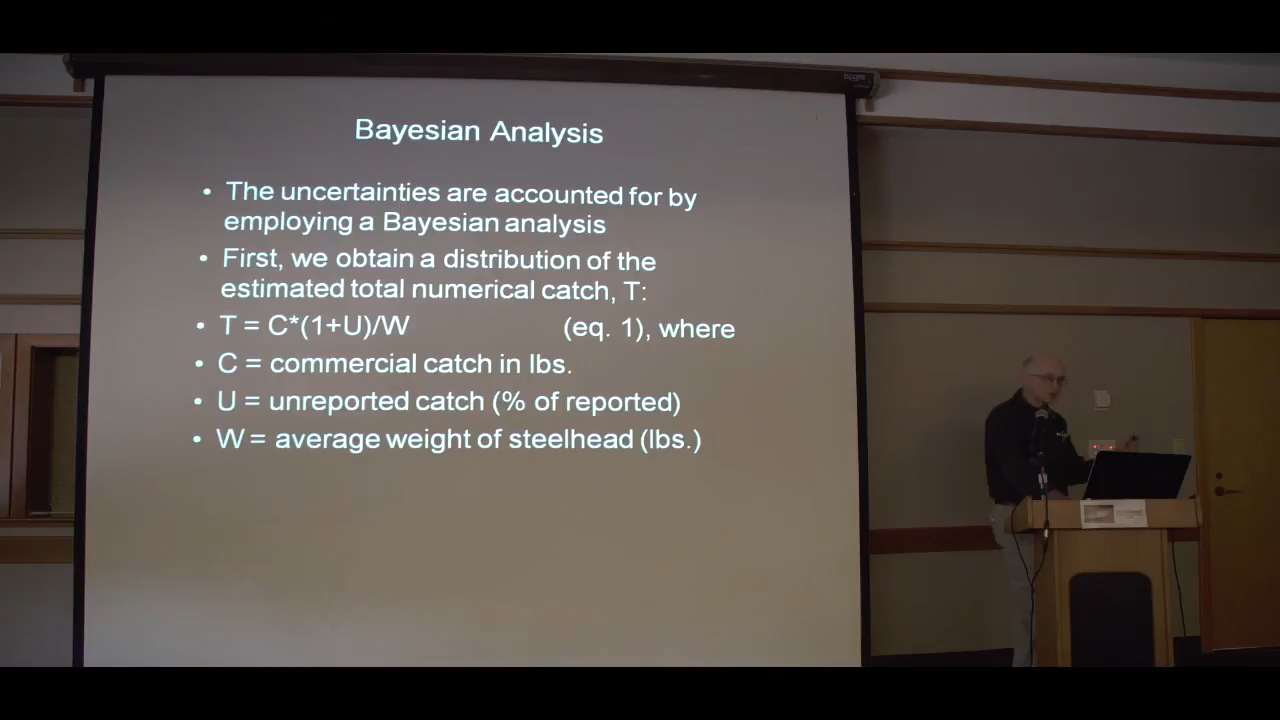 Bayesian Analysis
• The uncertainties are accounted for by
employing a Bayesian analysis
• First, we obtain a distribution of the
estimated total numerical catch, T:
• T = C*(1+U)/W (eq. 1), where
• C = commercial catch in lbs.
• U = unreported catch (% of reported)
• W = average weight of steelhead (lbs.)